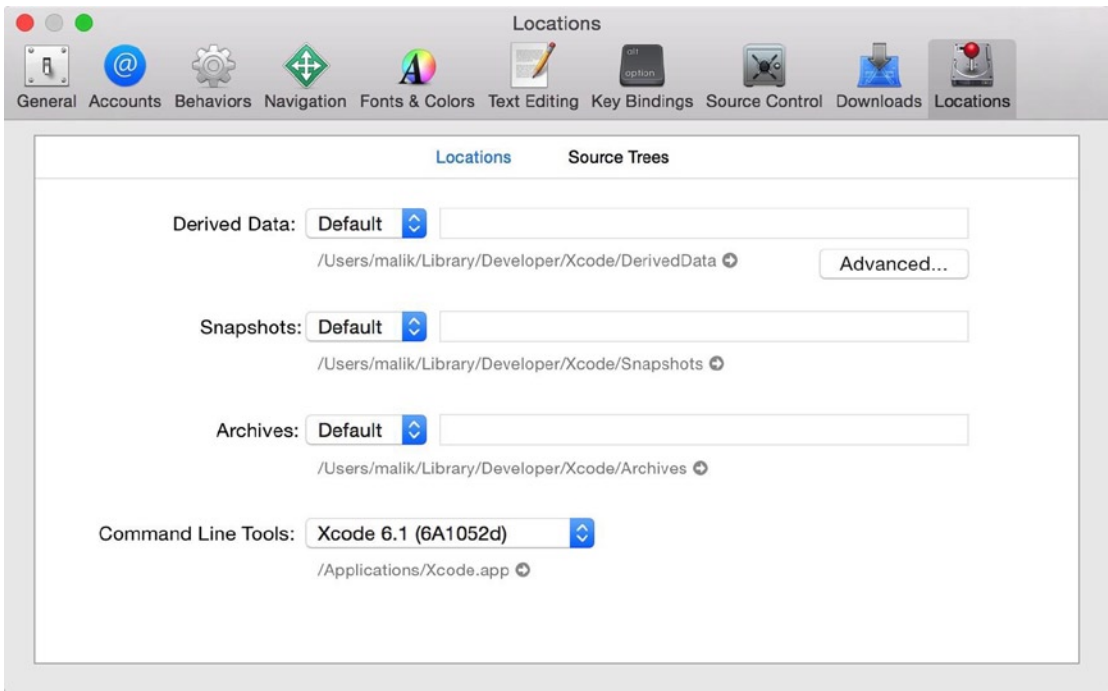 Locations
alt
option
General Accounts Behaviors Navigation Fonts & Colors Text Editing Key Bindings Source Control Downloads Locations
Locations Source Trees
Derived Data: Default
/Users/malik/Library/Developer/Xcode/DerivedData
Advanced...
Snapshots: Default
/Users/malik/Library/Developer/Xcode/Snapshots
Archives: Default
/Users/malik/Library/Developer/Xcode/Archives
Command Line Tools: Xcode 6.1 (6A1052d)
/Applications/Xcode.app